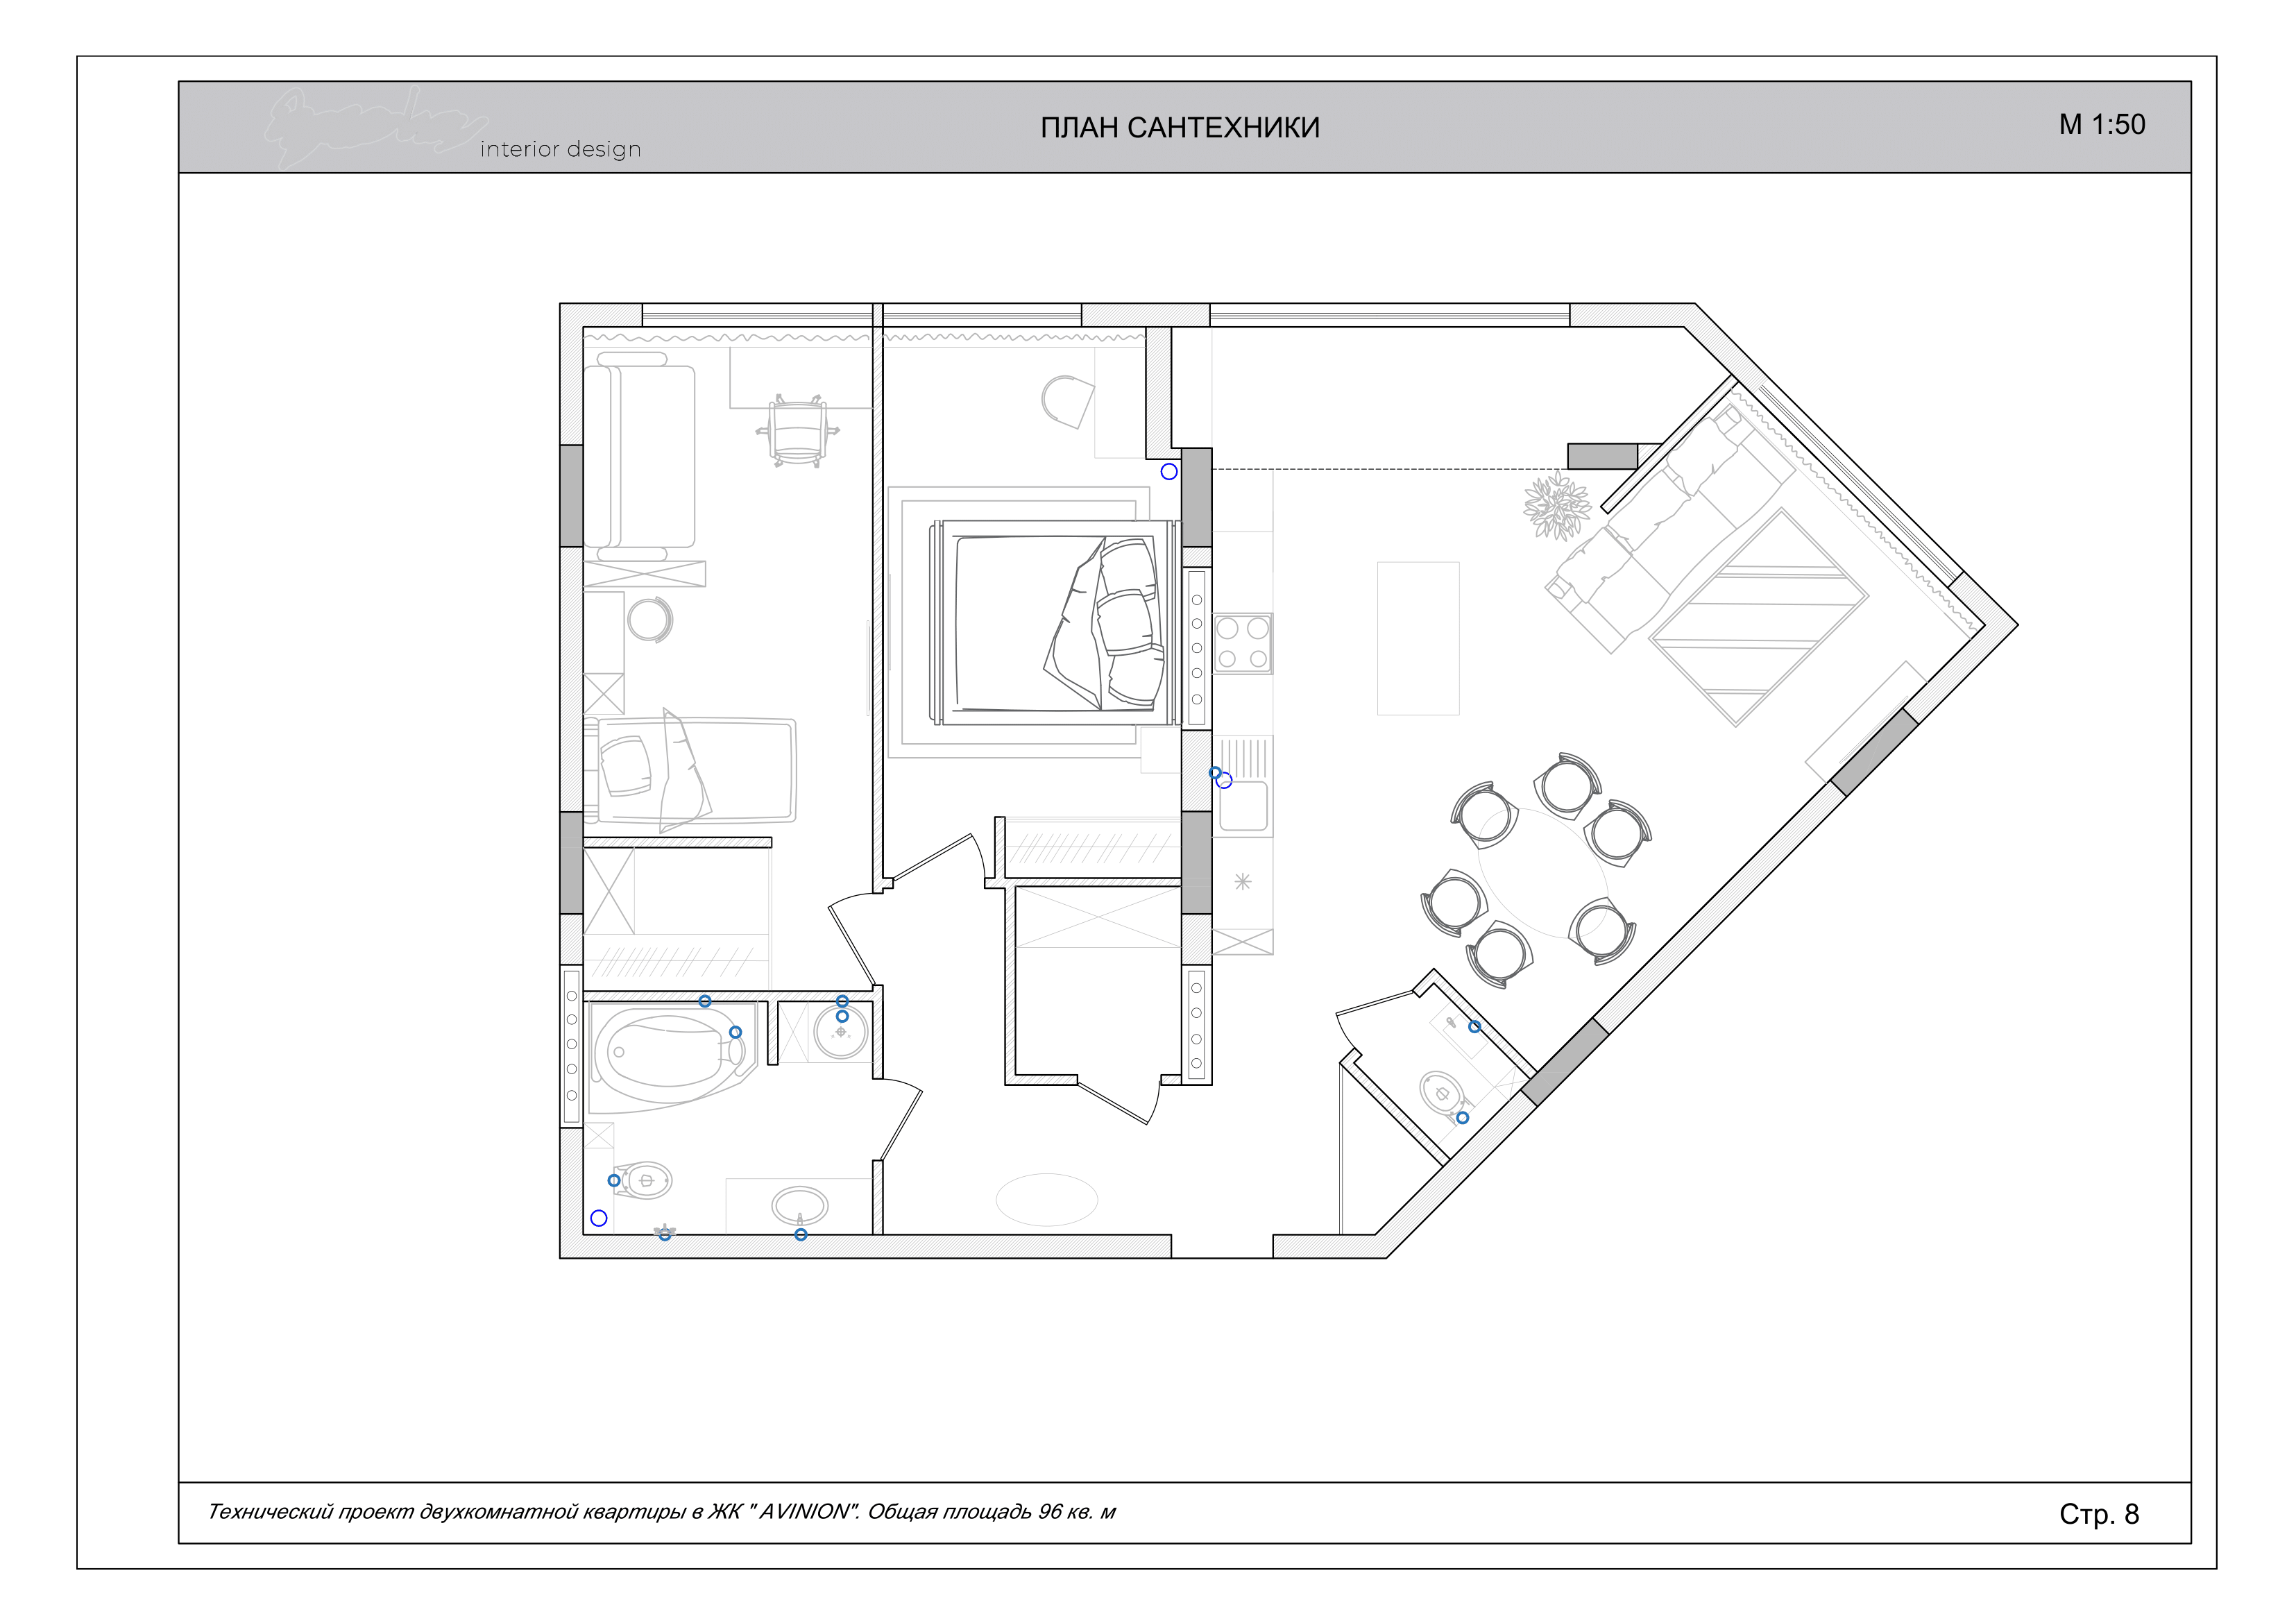 interior design
ПЛАН САНТЕХНИКИ
М 1:50
Технический проект двухкомнатной квартиры в ЖК " AVINION". Общая площадь 96 кв. м
Стр. 8